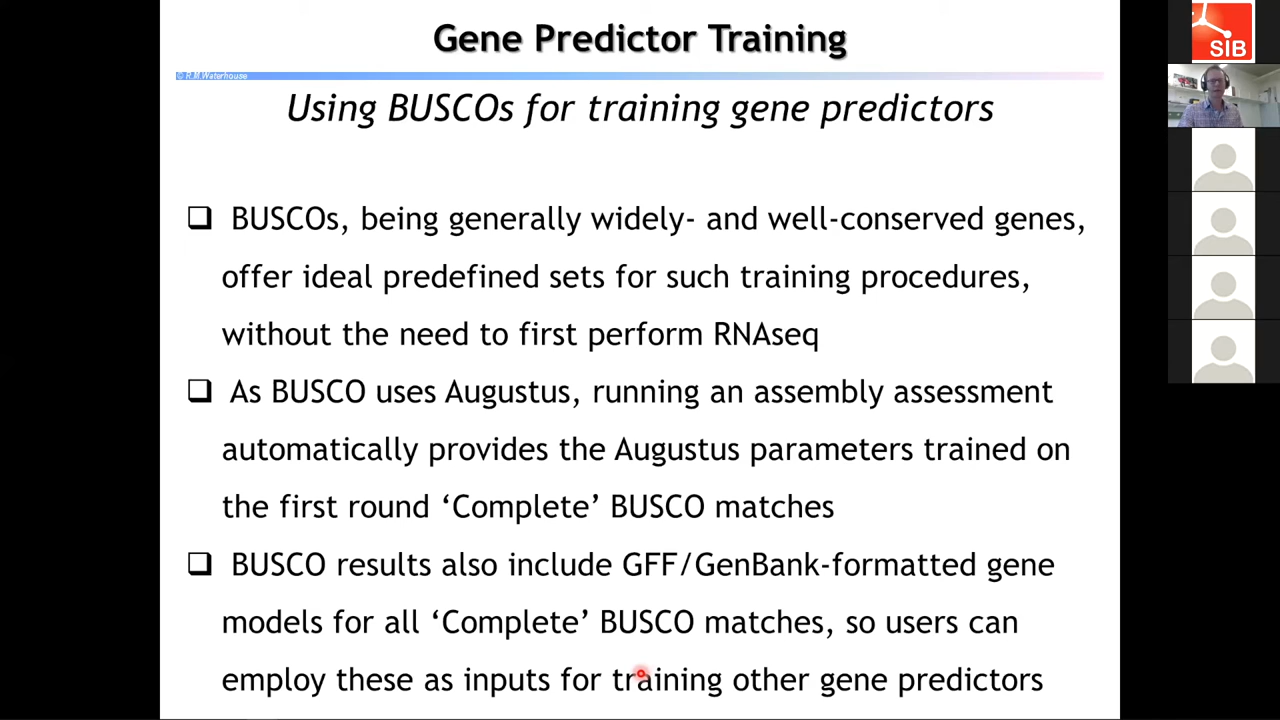 Gene Predictor Training
© R.M.Waterhouse
Using BUSCOs for training gene predictors
BUSCOs, being generally widely- and well-conserved genes,
offer ideal predefined sets for such training procedures,
without the need to first perform RNAseq
As BUSCO uses Augustus, running an assembly assessment
automatically provides the Augustus parameters trained on
the first round ‘Complete’ BUSCO matches
BUSCO results also include GFF/GenBank-formatted gene
models for all ‘Complete’ BUSCO matches, so users can
employ these as inputs for training other gene predictors
SIB